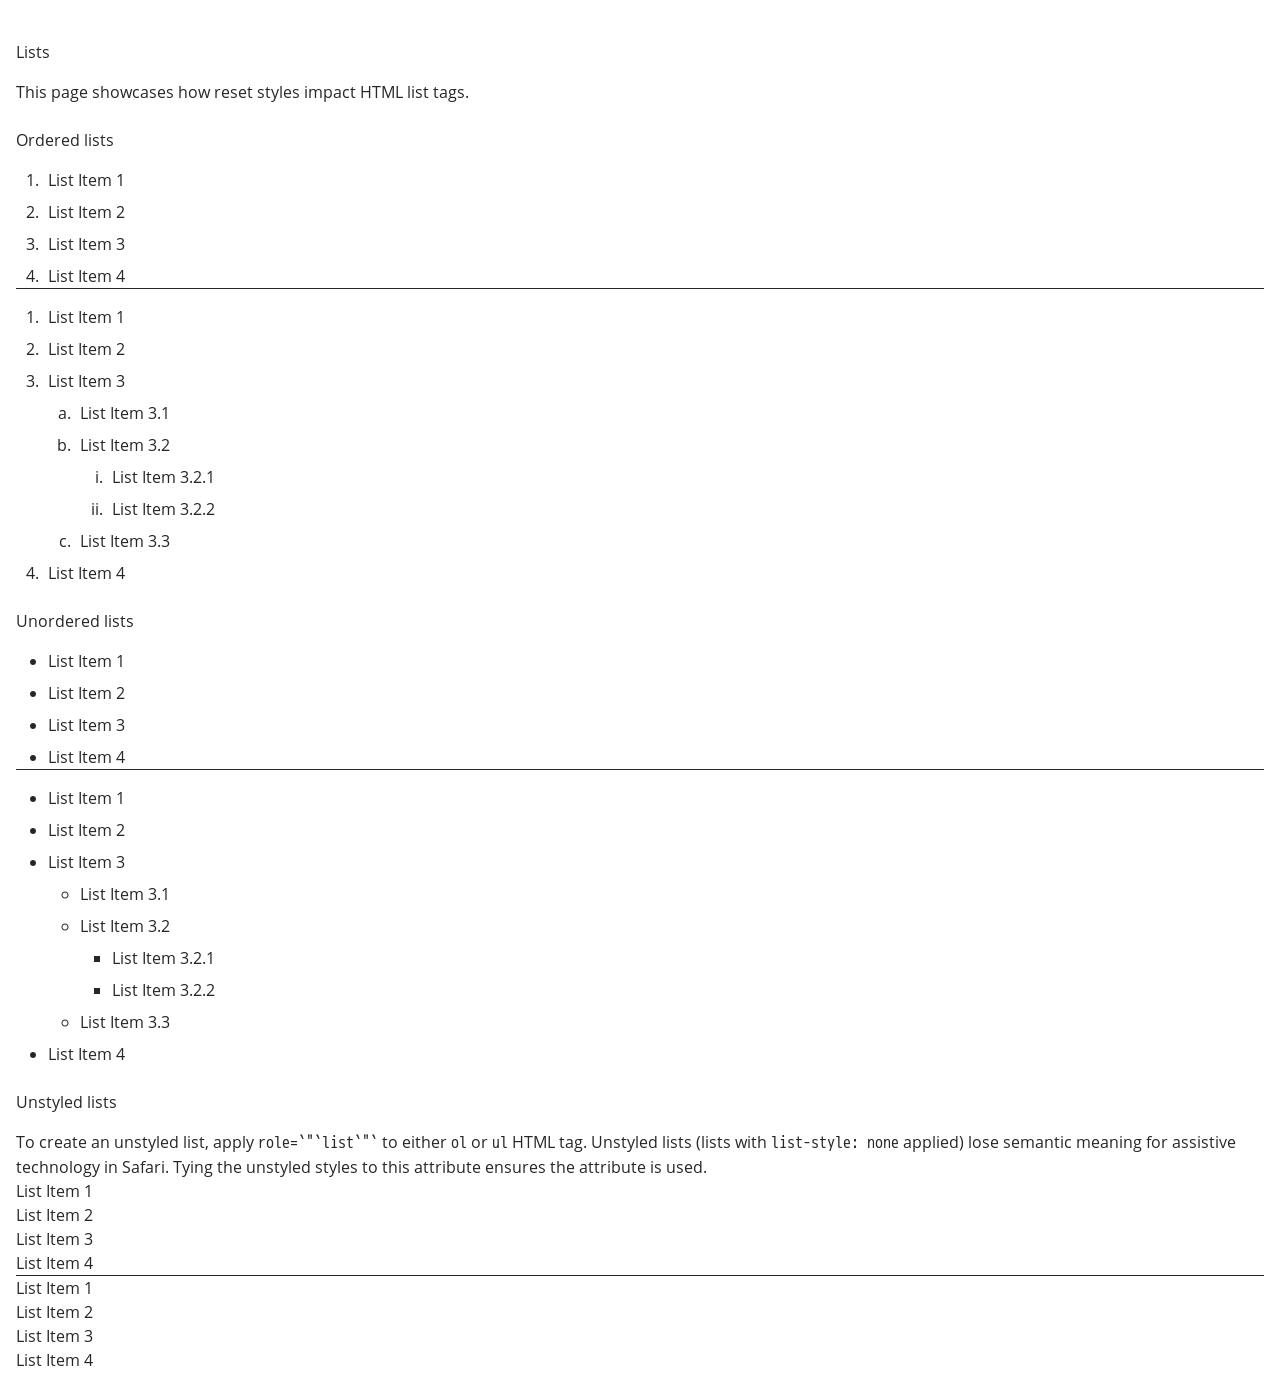 Lists
This page showcases how reset styles impact HTML list tags.
Ordered lists
1. List Item 1
2. List Item 2
3. List Item 3
4. List Item 4
1. List Item 1
2. List Item 2
3. List Item 3
a. List Item 3.1
b. List Item 3.2
i. List Item 3.2.1
ii. List Item 3.2.2
c. List Item 3.3
4. List Item 4
Unordered lists
• List Item 1
• List Item 2
• List Item 3
• List Item 4
• List Item 1
• List Item 2
• List Item 3
◦ List Item 3.1
◦ List Item 3.2
▪ List Item 3.2.1
▪ List Item 3.2.2
◦ List Item 3.3
• List Item 4
Unstyled lists
To create an unstyled list, apply role=`"`list`"` to either ol or ul HTML tag. Unstyled lists (lists with list-style: none applied) lose semantic meaning for assistive
technology in Safari. Tying the unstyled styles to this attribute ensures the attribute is used.
List Item 1
List Item 2
List Item 3
List Item 4
List Item 1
List Item 2
List Item 3
List Item 4